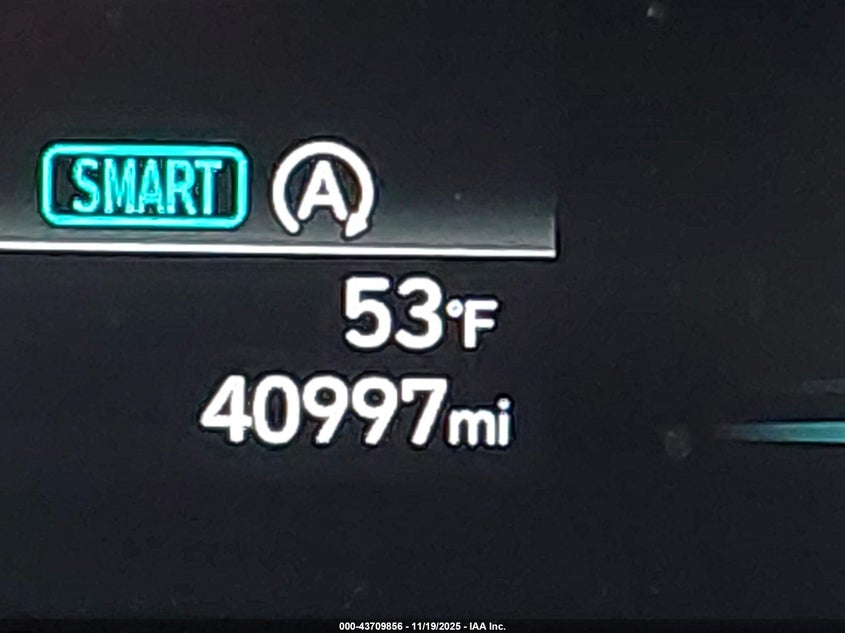 SMART A
53°F
40997mi
000-43709856 - 11/19/2025 - IAA Inc.